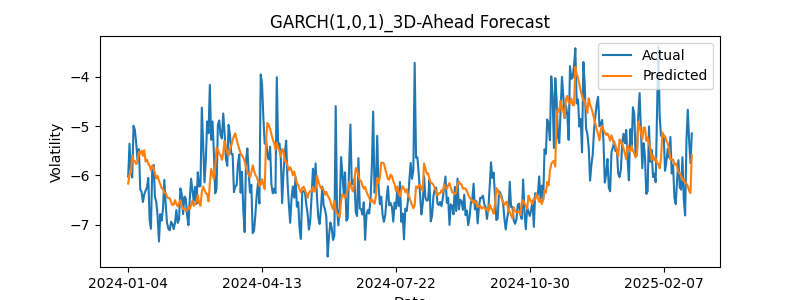 GARCH(1,0,1)_3D-Ahead Forecast
Actual
Predicted
Volatility
−4
−5
−6
−7
2024-01-04
2024-04-13
2024-07-22
2024-10-30
2025-02-07
Date